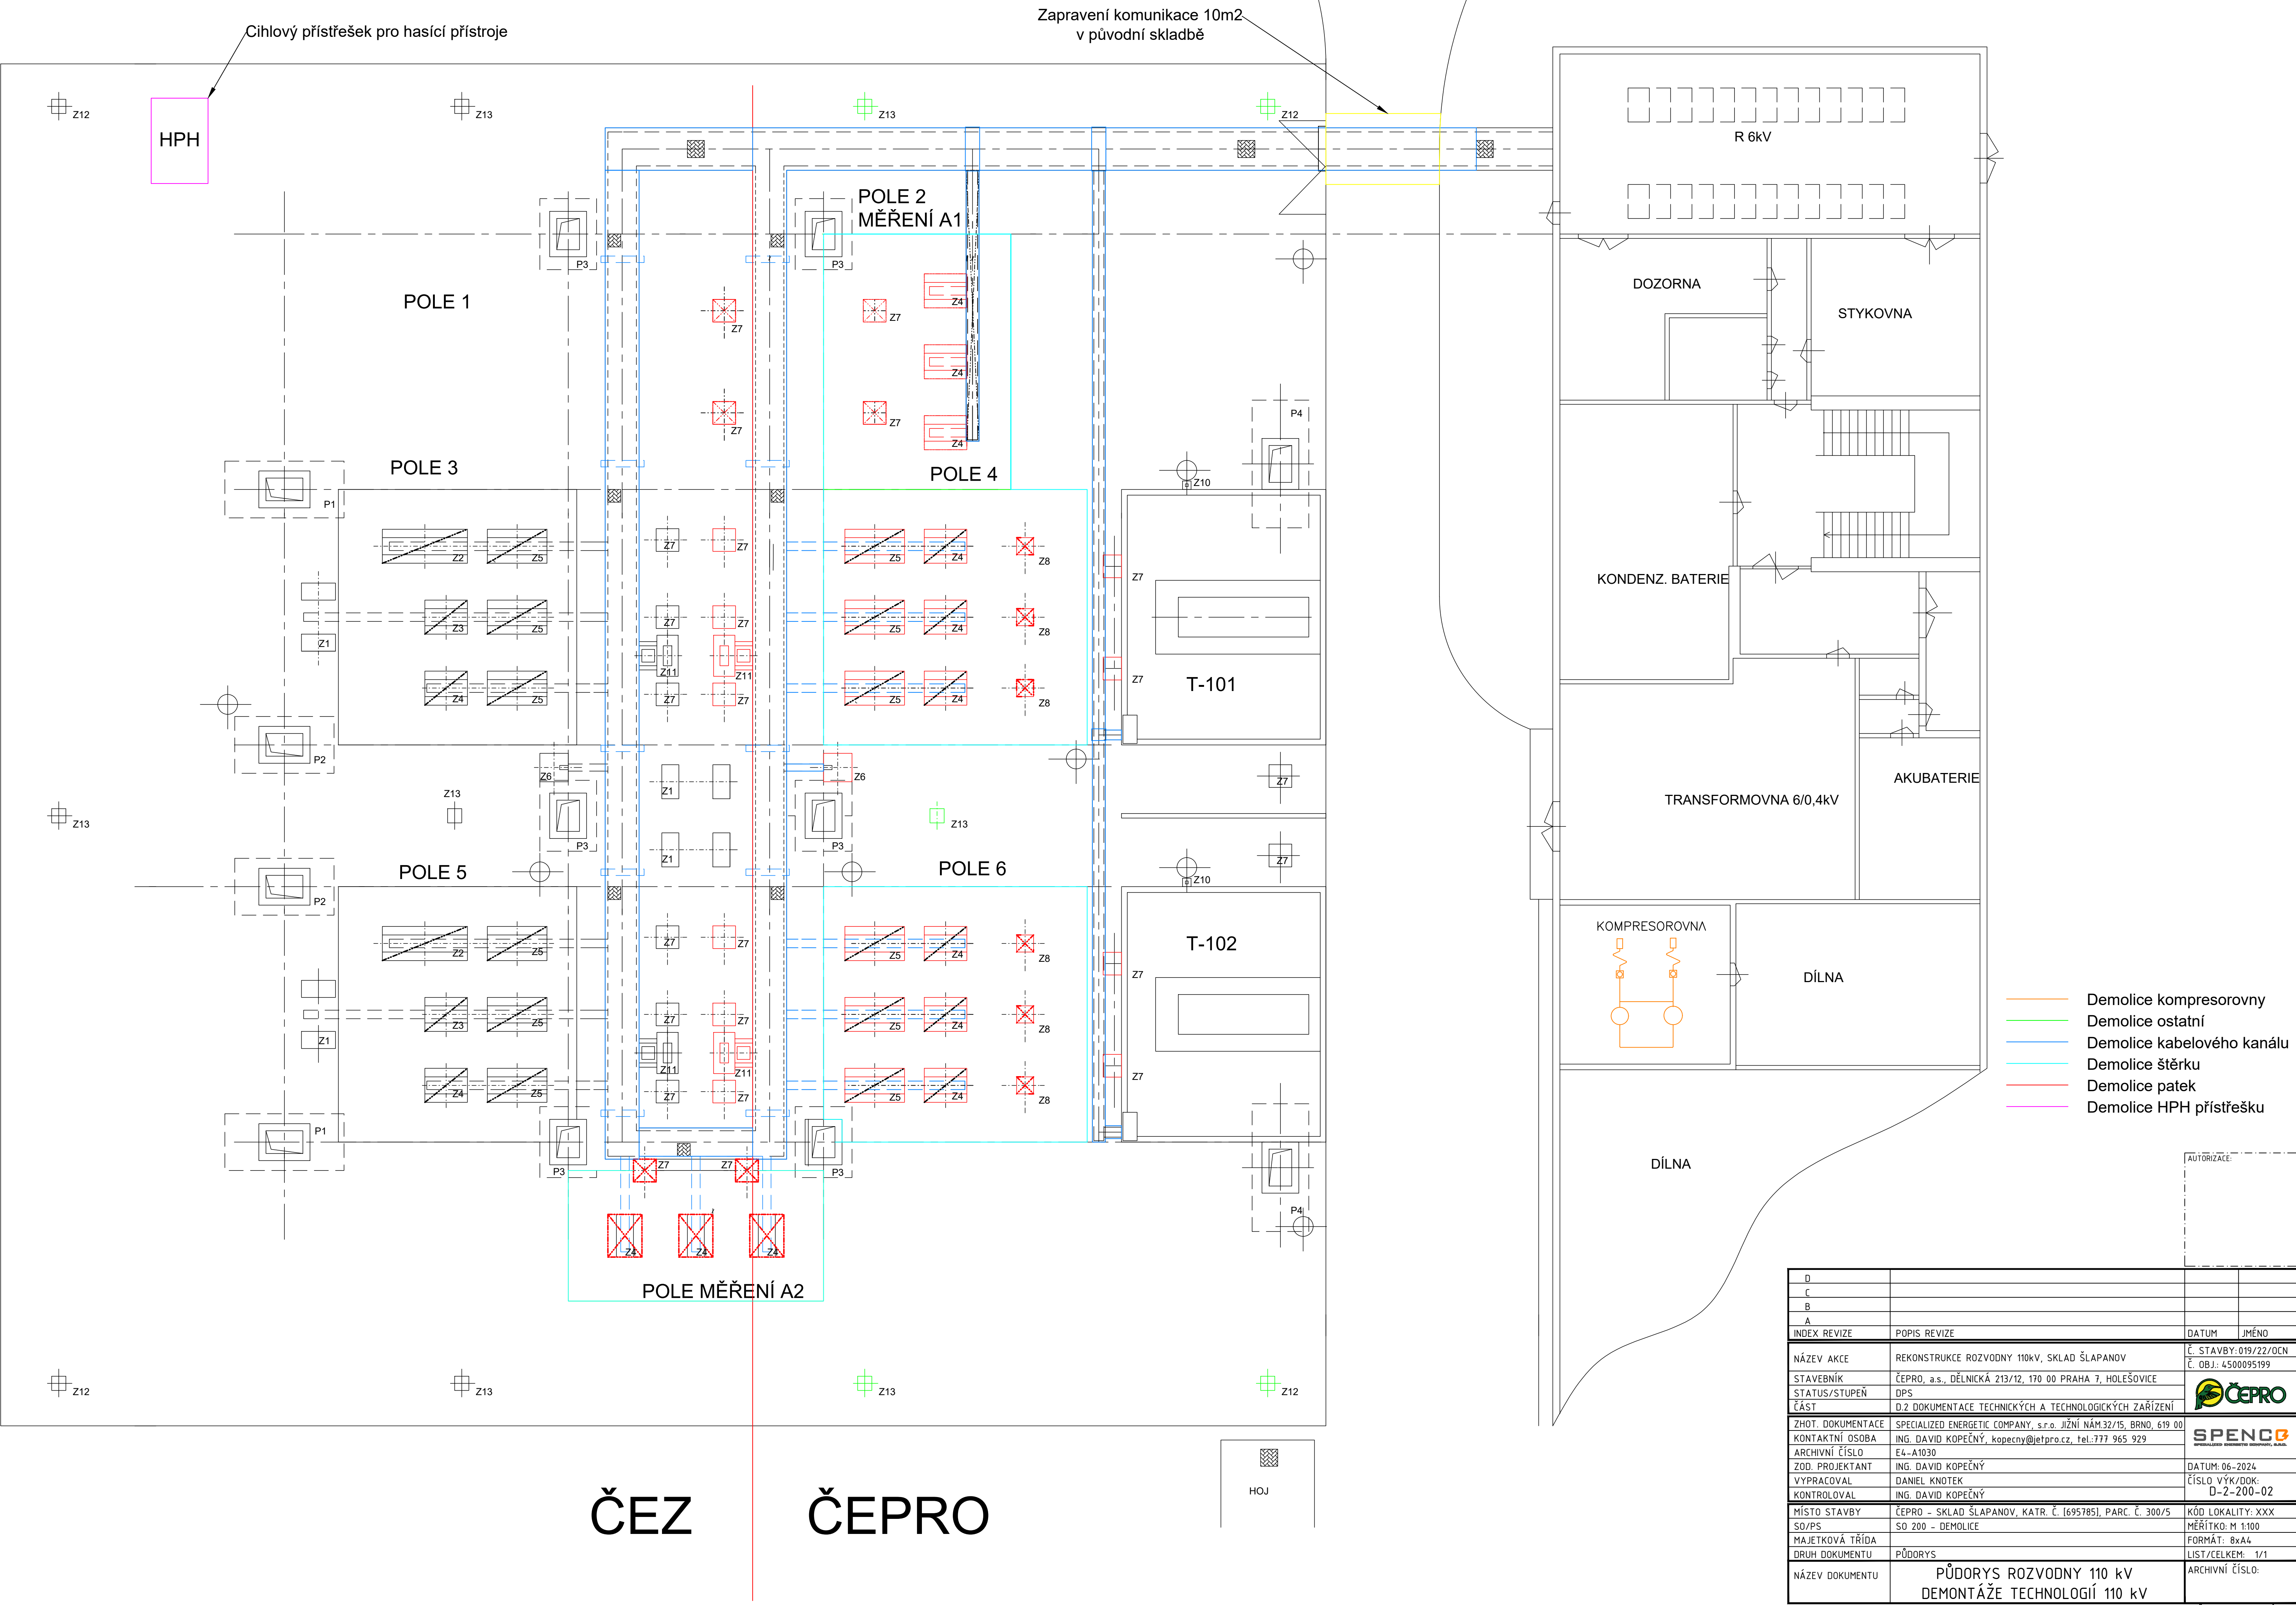 Cihlový přístřešek pro hasící přístroje
Zapravení komunikace 10m2
v původní skladbě
Z12
Z13
Z13
Z12
HPH
R 6kV
POLE 2
MĚŘENÍ A1
P3
P3
POLE 1
Z7
Z7
Z4
Z4
Z7
Z7
Z4
DOZORNA
STYKOVNA
P4
POLE 3
POLE 4
P1
Z10
Z2
Z5
Z7
Z7
Z5
Z4
Z8
Z7
KONDENZ. BATERIE
Z1
Z3
Z5
Z7
Z7
Z5
Z4
Z8
Z11
Z11
Z4
Z5
Z7
Z7
Z5
Z4
Z8
Z7
T-101
P2
Z6
Z1
Z6
Z7
AKUBATERIE
TRANSFORMOVNA 6/0,4kV
Z13
Z13
Z13
P3
P3
Z1
Z7
POLE 5
POLE 6
Z10
P2
KOMPRESOROVNA
Z2
Z5
Z7
Z7
Z5
Z4
Z8
Z7
T-102
DÍLNA
Z1
Z3
Z5
Z7
Z7
Z5
Z4
Z8
Z11
Z11
Z4
Z5
Z7
Z7
Z5
Z4
Z8
Z7
Demolice kompresorovny
Demolice ostatní
Demolice kabelového kanálu
Demolice štěrku
Demolice patek
Demolice HPH přístřešku
P1
P3
Z7
Z7
P3
DÍLNA
P4
Z4
Z4
Z4
POLE MĚŘENÍ A2
Z12
Z13
Z13
Z12
HOJ
ČEZ
ČEPRO
AUTORIZACE:
D
C
B
A
INDEX REVIZE POPIS REVIZE DATUM JMÉNO
NÁZEV AKCE REKONSTRUKCE ROZVODNY 110kV, SKLAD ŠLAPANOV
Č. STAVBY:019/22/OCN
Č. OBJ.: 4500095199
STAVEBNÍK ČEPRO, a.s., DĚLNICKÁ 213/12, 170 00 PRAHA 7, HOLEŠOVICE
STATUS/STUPEŇ DPS
ČEPRO
ČÁST D.2 DOKUMENTACE TECHNICKÝCH A TECHNOLOGICKÝCH ZAŘÍZENÍ
ZHOT. DOKUMENTACE SPECIALIZED ENERGETIC COMPANY, s.r.o. JIŽNÍ NÁM.32/15, BRNO, 619 00
KONTAKTNÍ OSOBA ING. DAVID KOPEČNÝ, kopecny@jetpro.cz, tel.:777 965 929
SPENCO
SPECIALIZED ENERGETIC COMPANY, S.R.O.
ARCHIVNÍ ČÍSLO E4-A1030
ZOD. PROJEKTANT ING. DAVID KOPEČNÝ DATUM: 06-2024
VYPRACOVAL DANIEL KNOTEK ČÍSLO VÝK/DOK:
KONTROLOVAL ING. DAVID KOPEČNÝ D-2-200-02
MÍSTO STAVBY ČEPRO - SKLAD ŠLAPANOV, KATR. Č. [695785], PARC. Č. 300/5 KÓD LOKALITY: XXX
SO/PS SO 200 - DEMOLICE MĚŘÍTKO: M 1:100
MAJETKOVÁ TŘÍDA FORMÁT: 8xA4
DRUH DOKUMENTU PŮDORYS LIST/CELKEM: 1/1
NÁZEV DOKUMENTU PŮDORYS ROZVODNY 110 kV ARCHIVNÍ ČÍSLO:
DEMONTÁŽE TECHNOLOGIÍ 110 kV